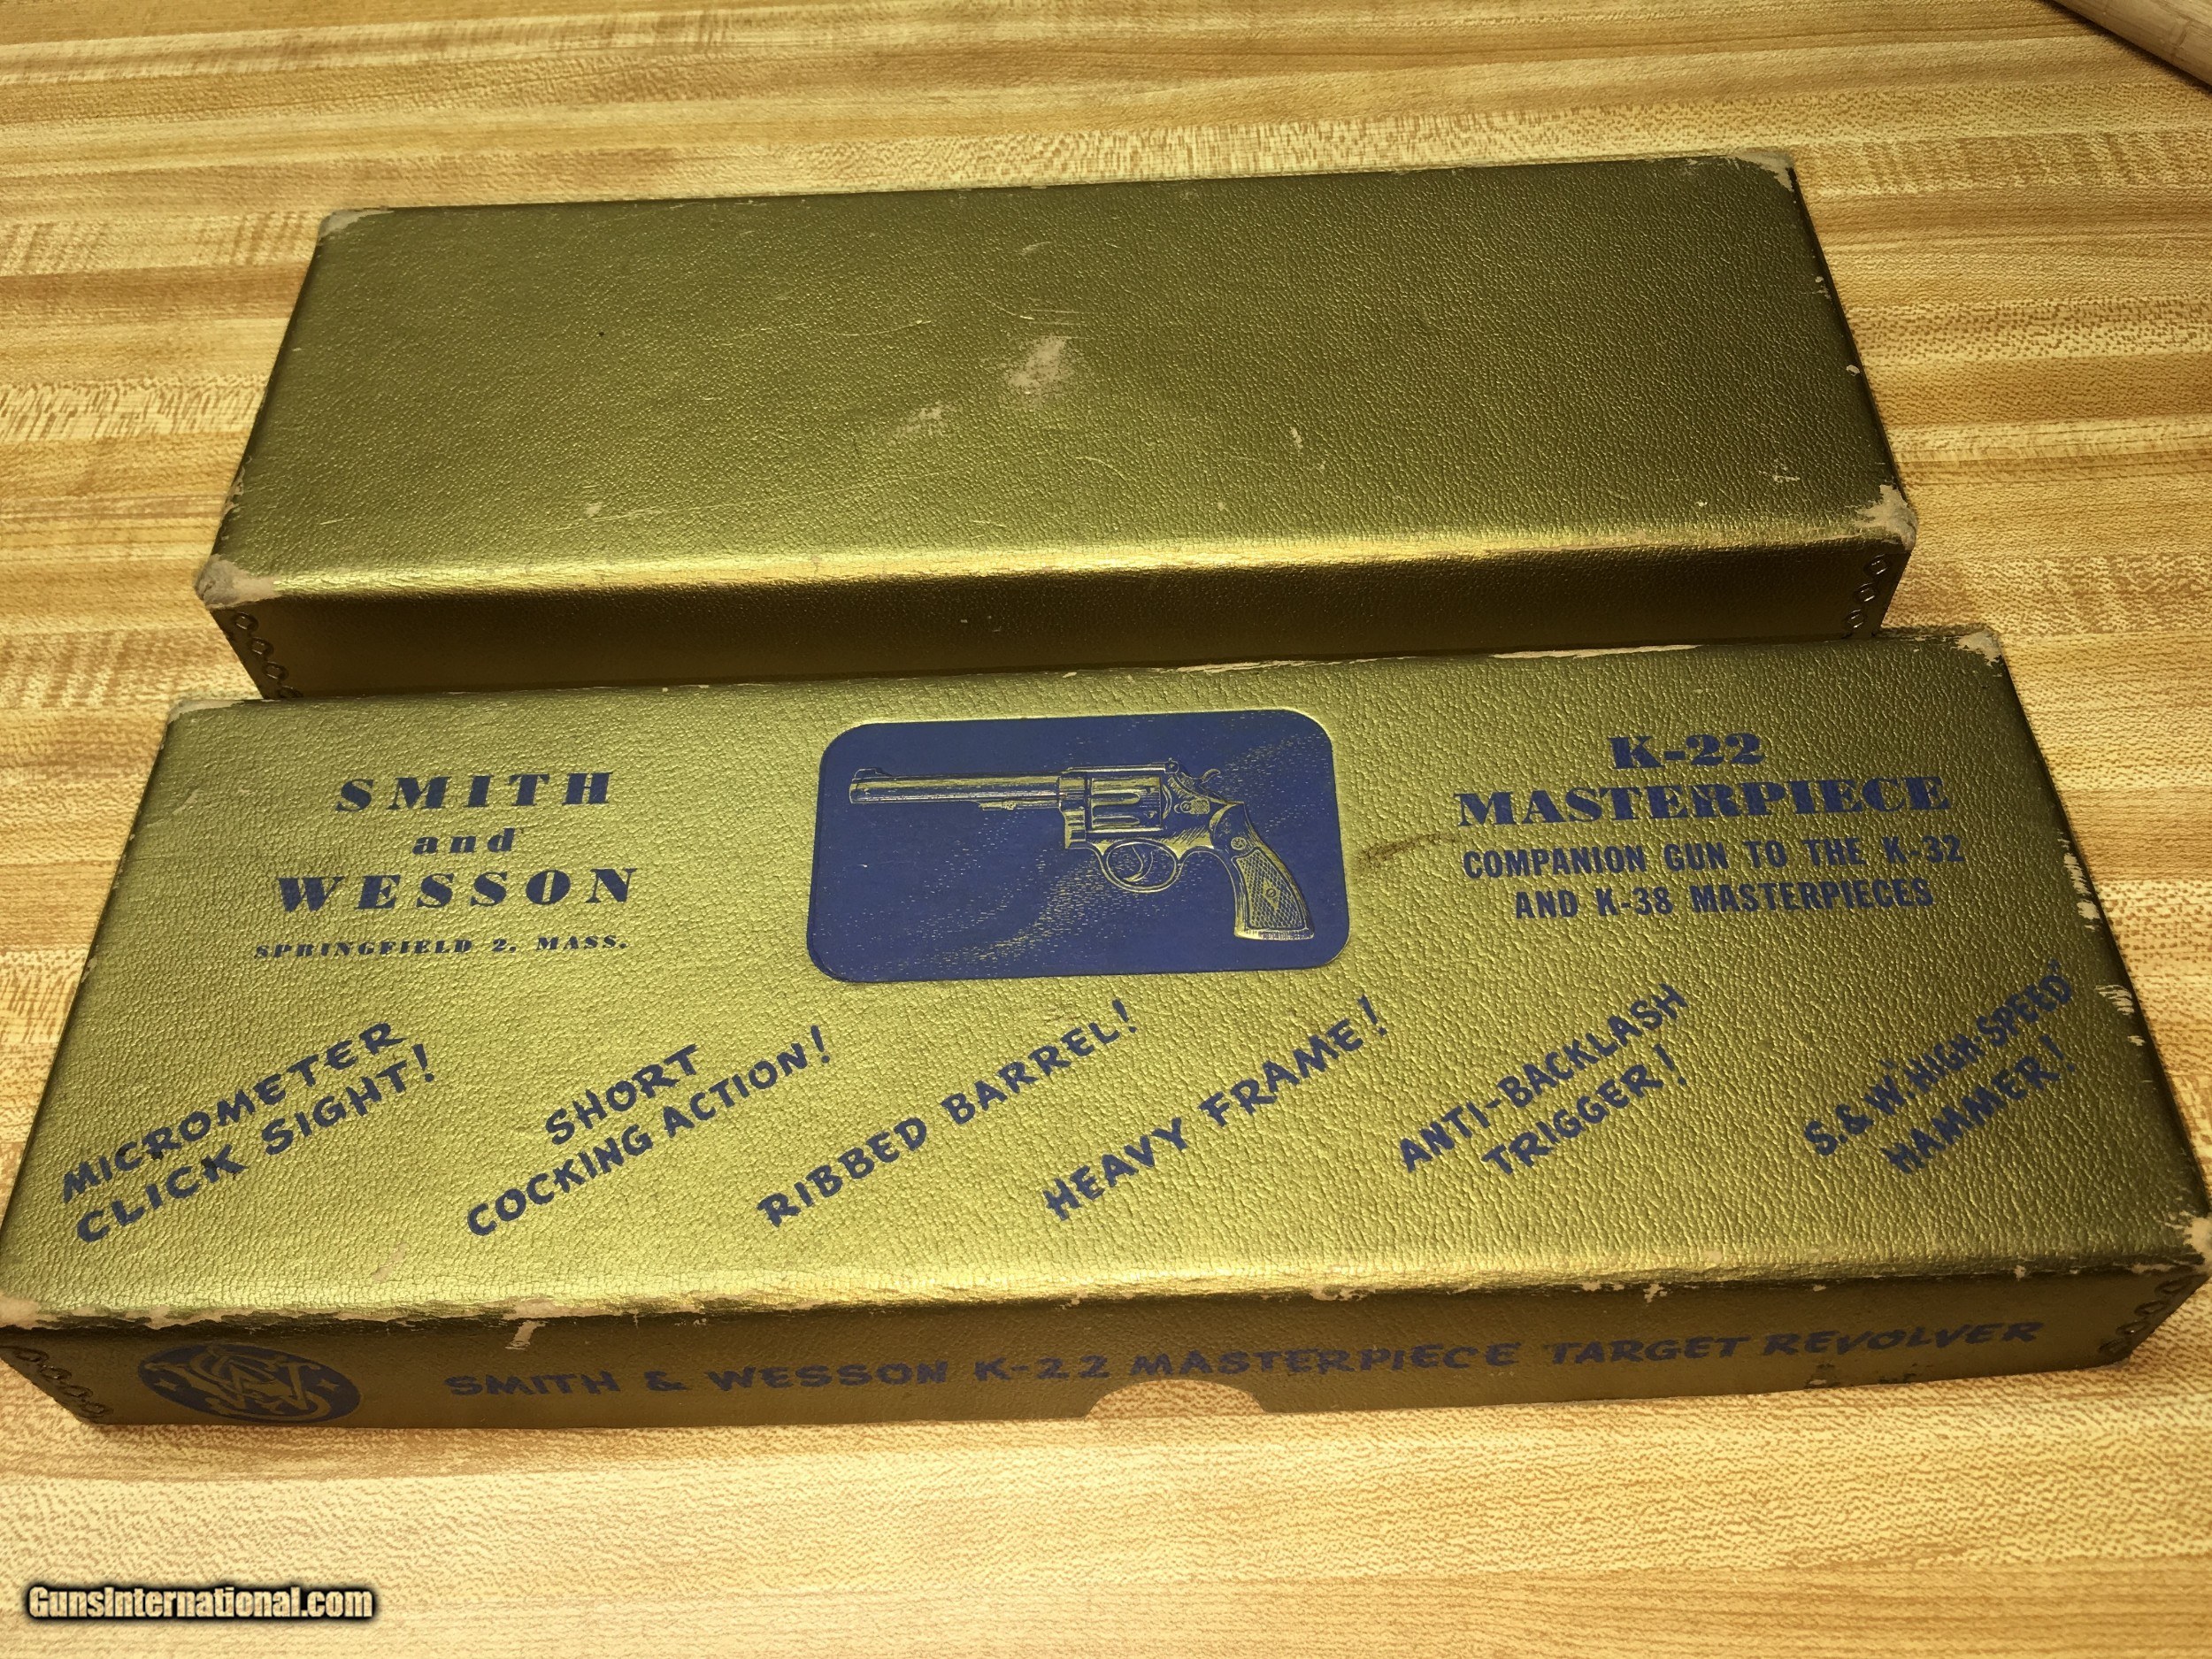 SMITH
and
WESSON
SPRINGFIELD 2, MASS.
K-22
MASTERPIECE
COMPANION GUN TO THE K-32
AND K-38 MASTERPIECES
MICROMETER
CLICK SIGHT!
SHORT
COCKING ACTION!
RIBBED BARREL!
HEAVY FRAME!
ANTI-BACKLASH
TRIGGER!
S. & W. "HIGH SPEED"
HAMMER!
SMITH & WESSON K-22 MASTERPIECE TARGET REVOLVER
GunsInternational.com